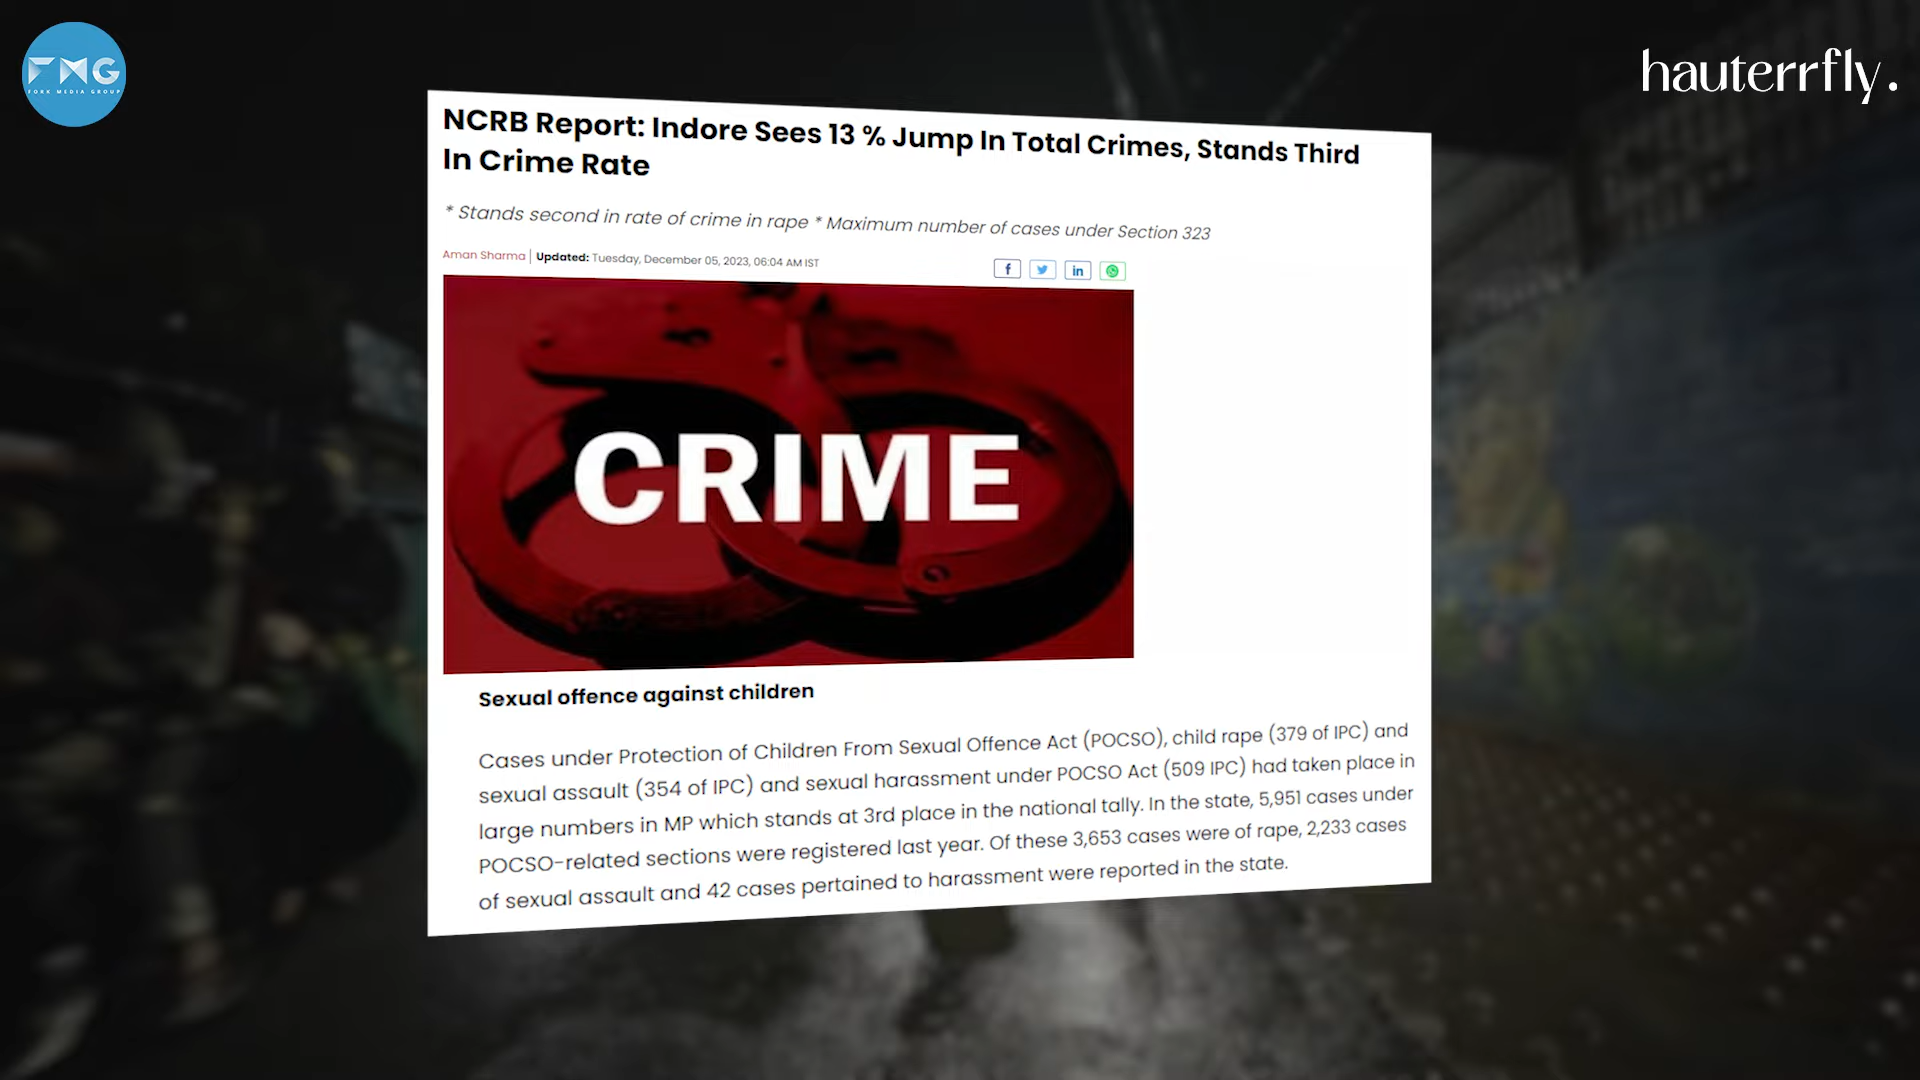 FMG
FORK MEDIA GROUP
hauterrfly.
NCRB Report: Indore Sees 13 % Jump In Total Crimes, Stands Third
In Crime Rate
* Stands second in rate of crime in rape * Maximum number of cases under Section 323
Aman Sharma | Updated: Tuesday, December 05, 2023, 06:04 AM IST
f
in
CRIME
Sexual offence against children
Cases under Protection of Children From Sexual Offence Act (POCSO), child rape (379 of IPC) and
sexual assault (354 of IPC) and sexual harassment under POCSO Act (509 IPC) had taken place in
large numbers in MP which stands at 3rd place in the national tally. In the state, 5,951 cases under
POCSO-related sections were registered last year. Of these 3,653 cases were of rape, 2,233 cases
of sexual assault and 42 cases pertained to harassment were reported in the state.